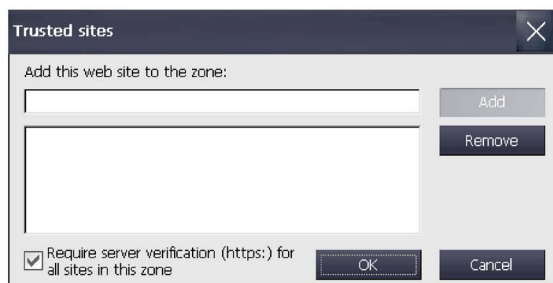 Trusted sites
Add this web site to the zone:
Add
Remove
Require server verification (https:) for
all sites in this zone
OK
Cancel